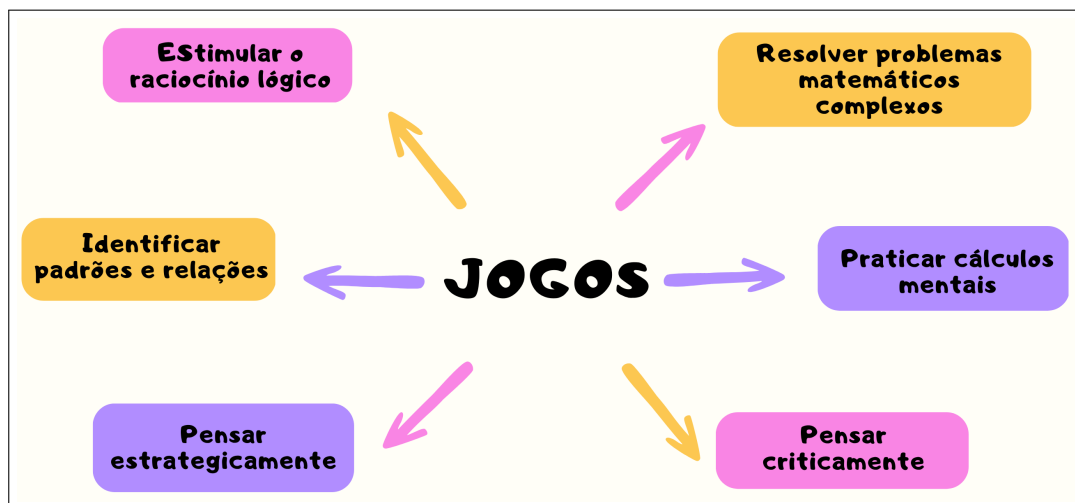 EStimular o
raciocínio lógico
Resolver problemas
matemáticos
complexos
Identificar
padrões e relações
JOGOS
Praticar cálculos
mentais
Pensar
estrategicamente
Pensar
criticamente